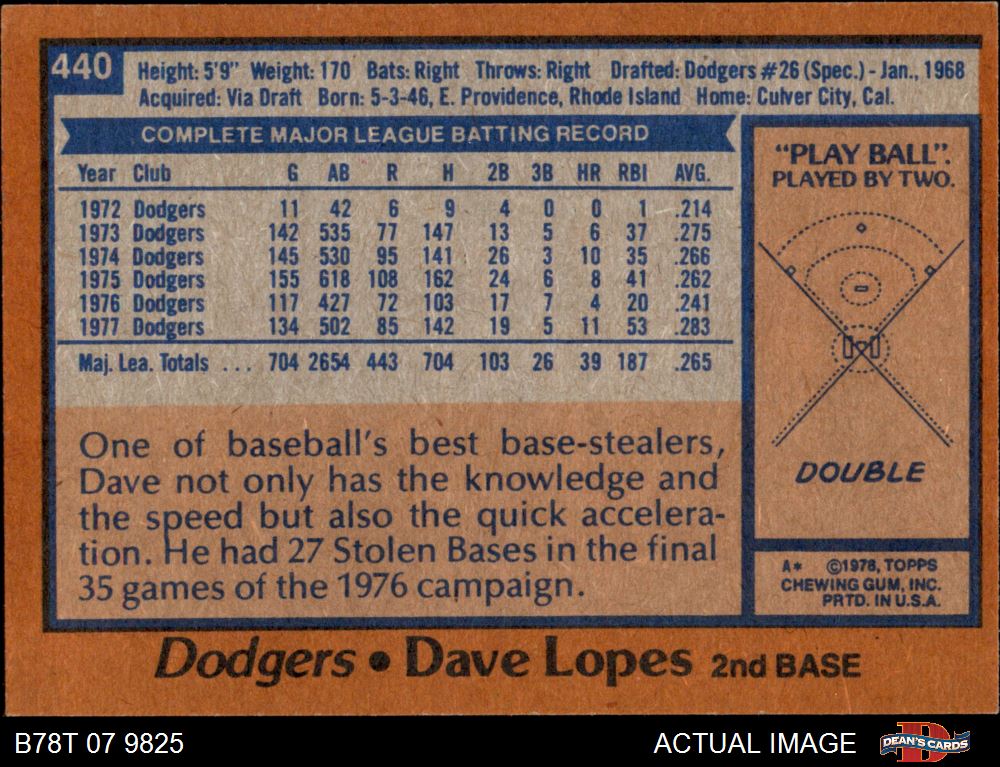 440
Height: 5'9" Weight: 170 Bats: Right Throws: Right Drafted: Dodgers #26 (Spec.) - Jan., 1968
Acquired: Via Draft Born: 5-3-46, E. Providence, Rhode Island Home: Culver City, Cal.
COMPLETE MAJOR LEAGUE BATTING RECORD
Year Club G AB R H 2B 3B HR RBI AVG.
1972 Dodgers 11 42 6 9 4 0 0 1 .214
1973 Dodgers 142 535 77 147 13 5 6 37 .275
1974 Dodgers 145 530 95 141 26 3 10 35 .266
1975 Dodgers 155 618 108 162 24 6 8 41 .262
1976 Dodgers 117 427 72 103 17 7 4 20 .241
1977 Dodgers 134 502 85 142 19 5 11 53 .283
Maj. Lea. Totals ... 704 2654 443 704 103 26 39 187 .265
One of baseball's best base-stealers,
Dave not only has the knowledge and
the speed but also the quick accelera-
tion. He had 27 Stolen Bases in the final
35 games of the 1976 campaign.
"PLAY BALL".
PLAYED BY TWO.
DOUBLE
A* ©1978, TOPPS
CHEWING GUM, INC.
PRTD. IN U.S.A.
Dodgers • Dave Lopes 2nd BASE
B78T 07 9825
ACTUAL IMAGE
DEAN'S CARDS